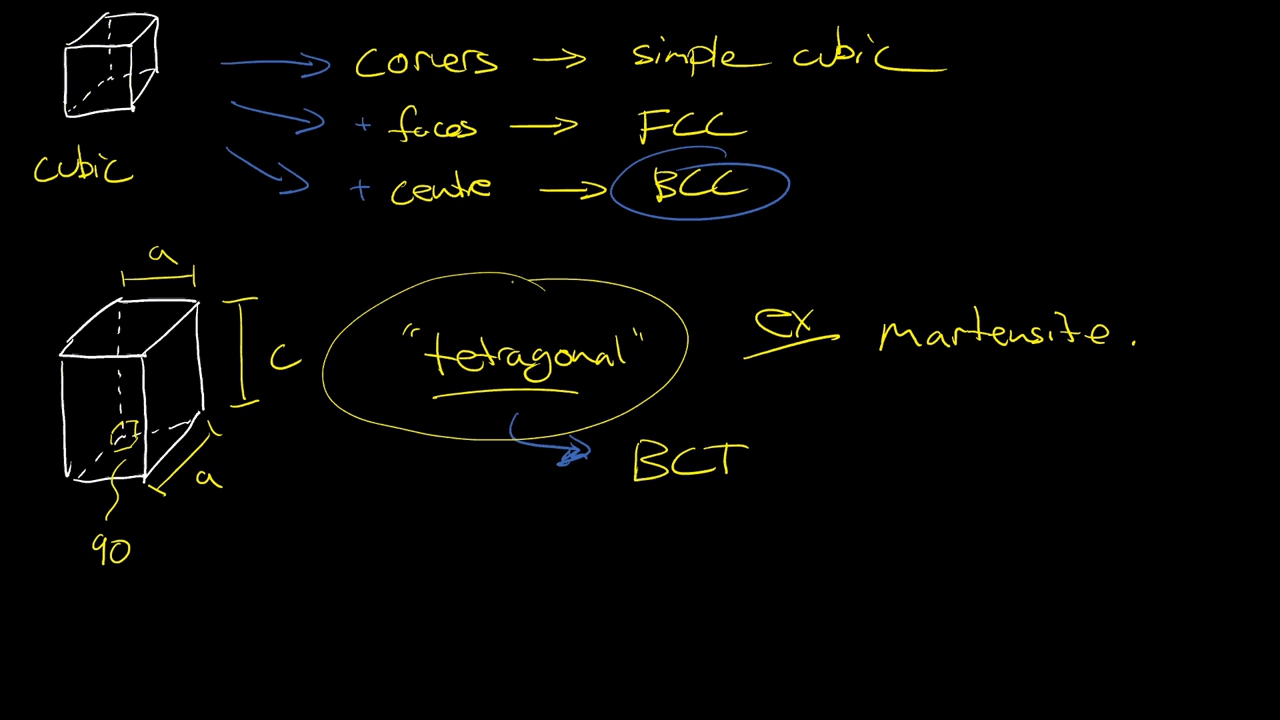 corners → simple cubic
+ faces → FCC
cubic
+ centre → BCC
a
c
"tetragonal"
ex martensite.
a
BCT
90